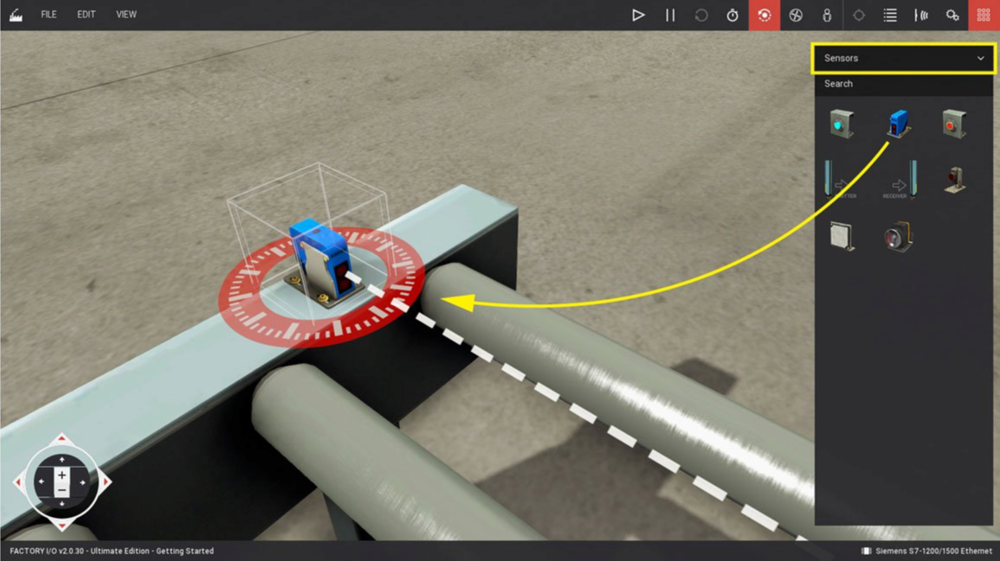 FILE EDIT VIEW
Sensors
Search
RECEIVER
FACTORY I/O v2.0.30 - Ultimate Edition - Getting Started
Siemens S7-1200/1500 Ethernet